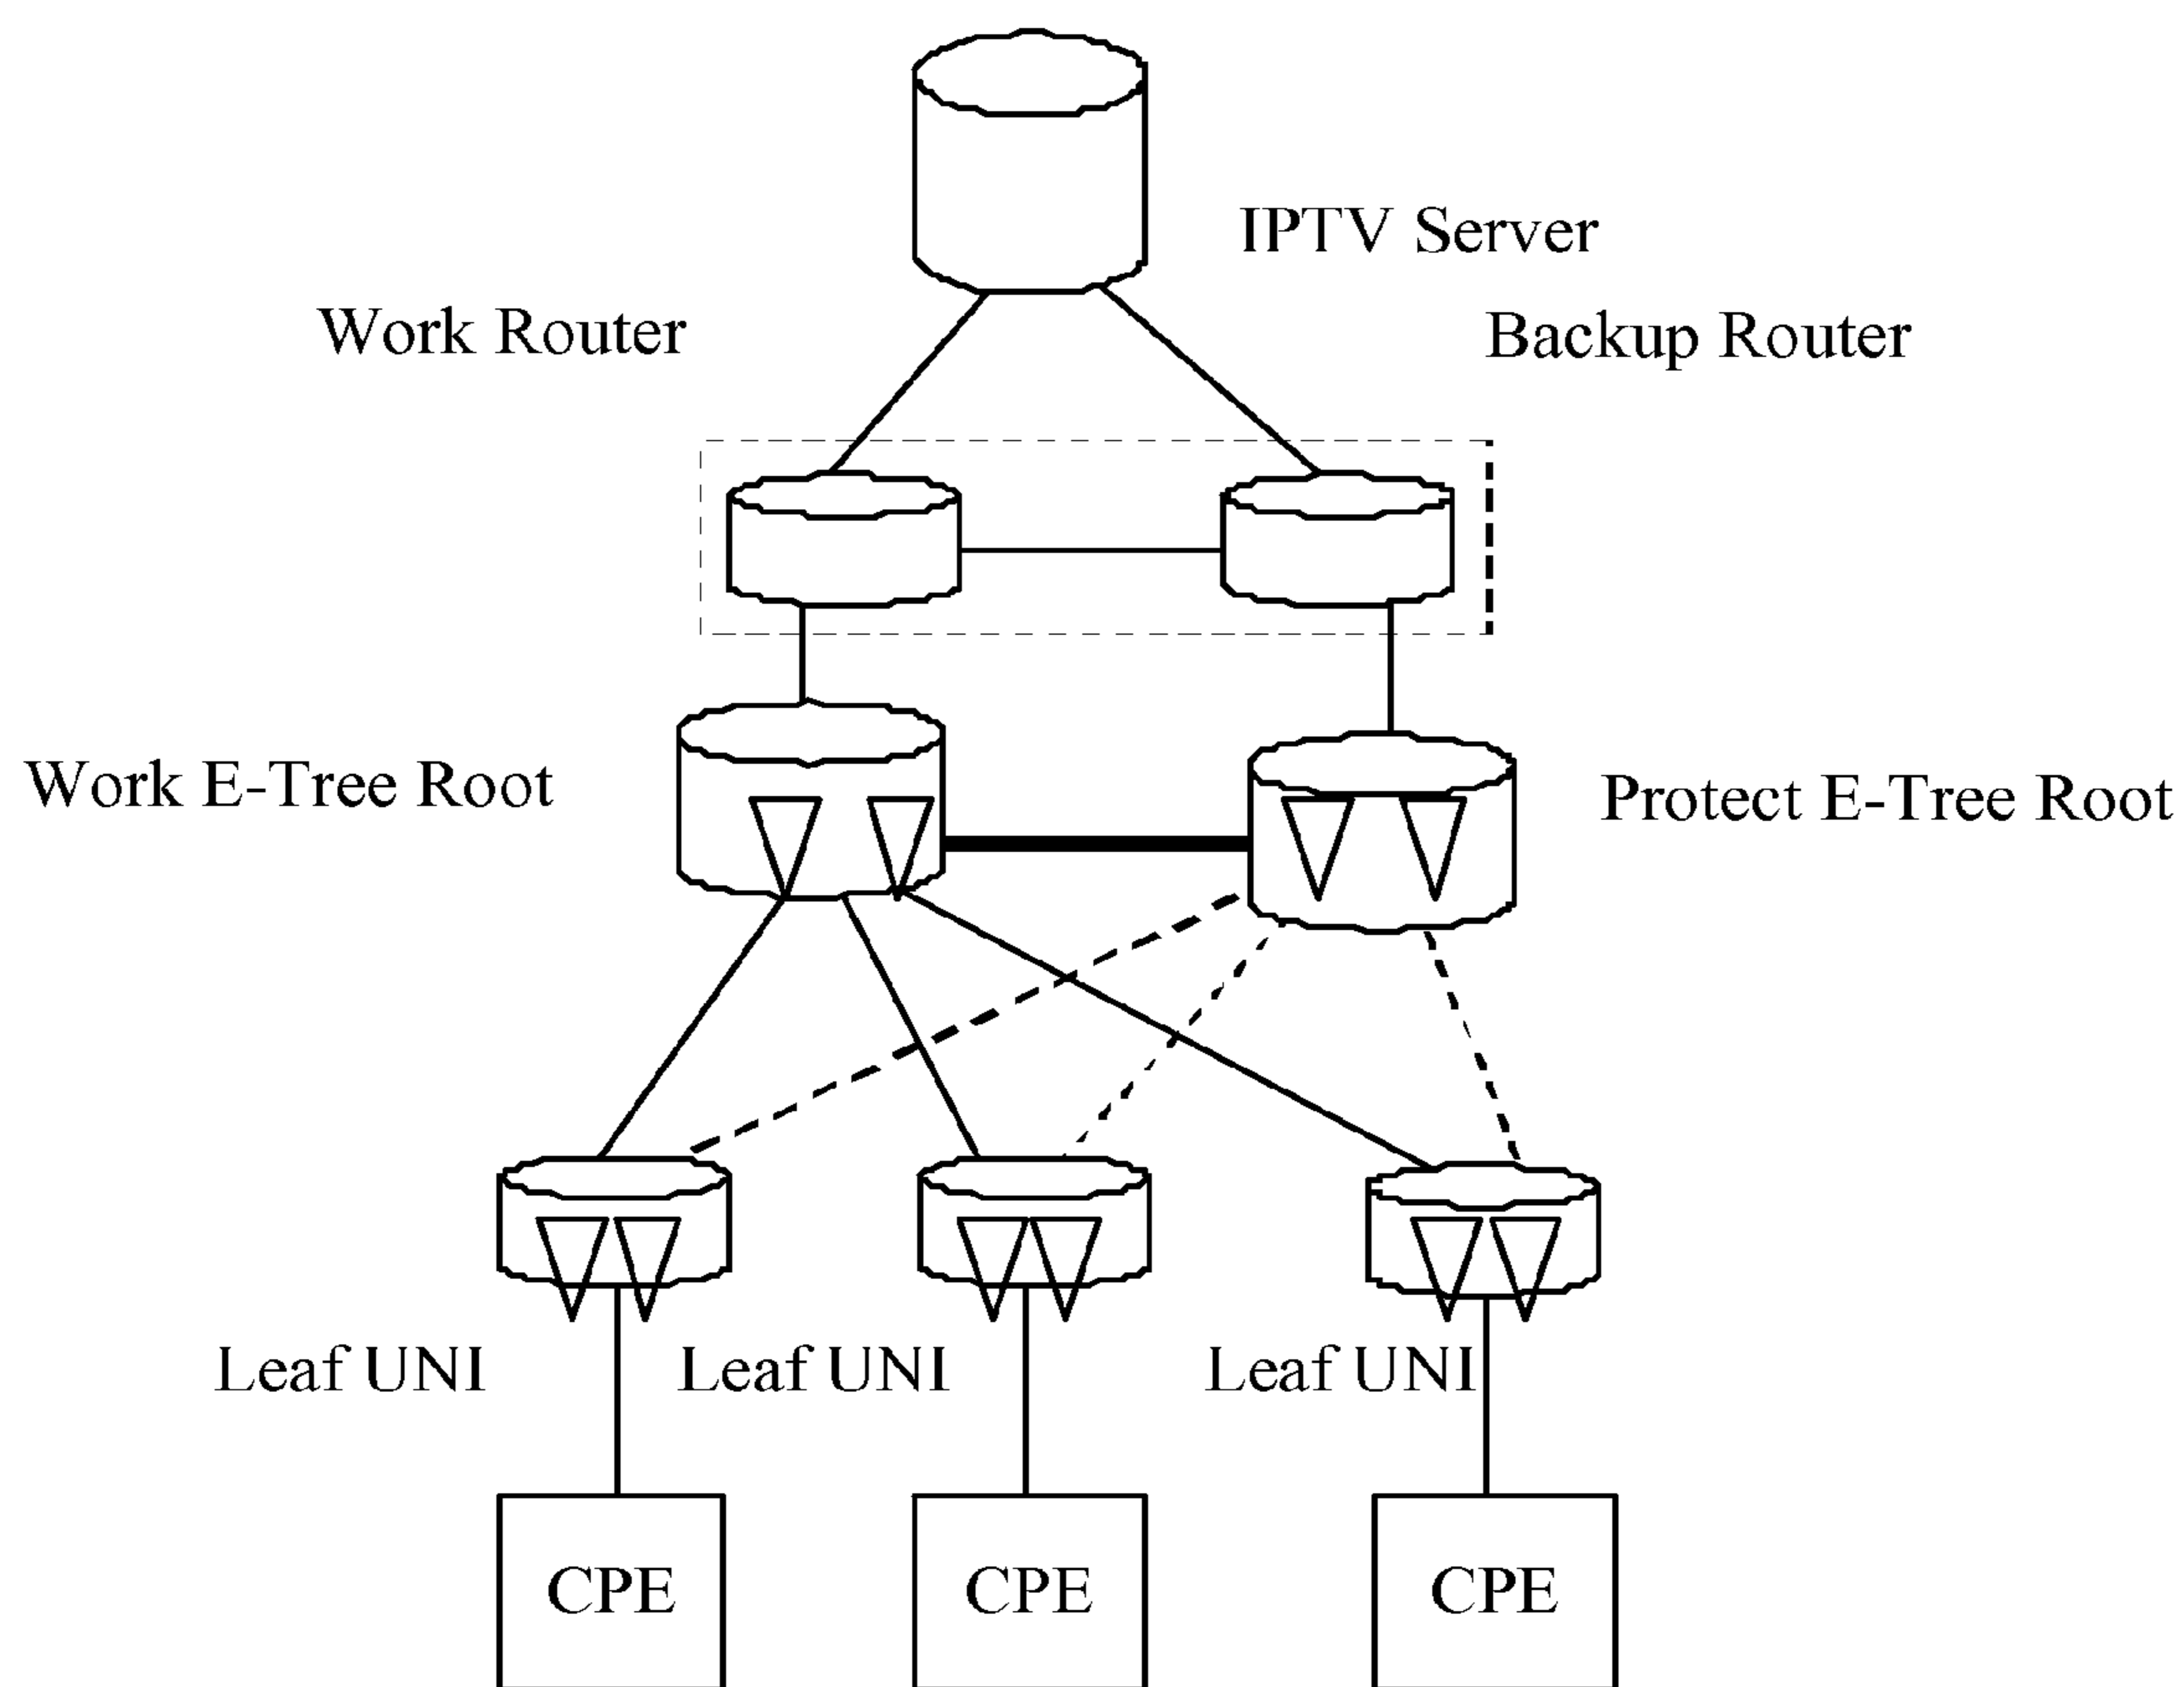 IPTV Server
Work Router
Backup Router
Work E-Tree Root
Protect E-Tree Root
Leaf UNI
Leaf UNI
Leaf UNI
CPE
CPE
CPE